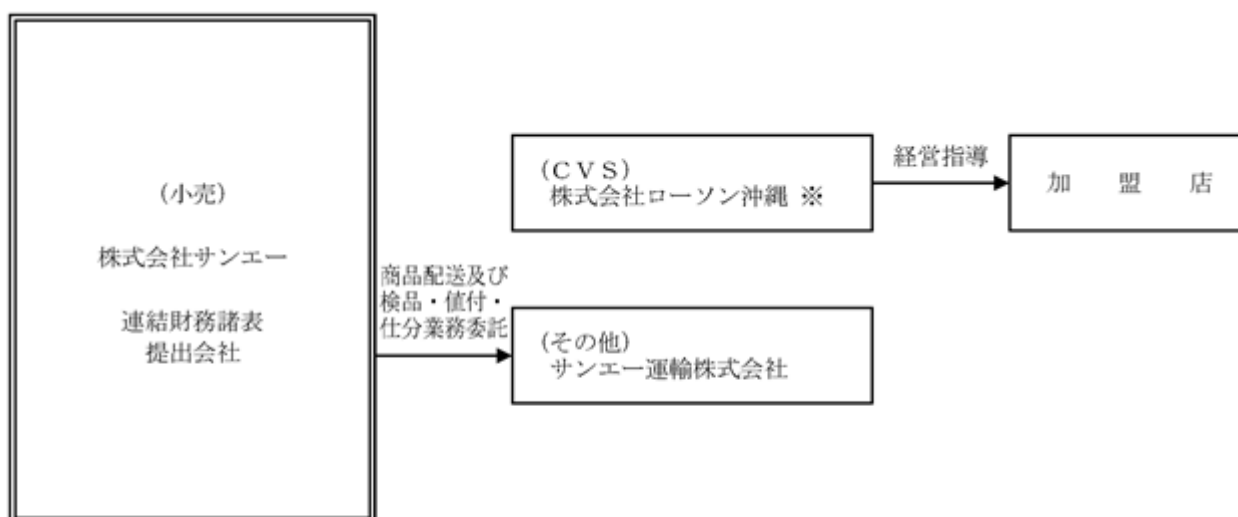 (小売)
株式会社サンエー
連結財務諸表
提出会社
商品配送及び
検品・値付・
仕分業務委託
(ＣＶＳ)
株式会社ローソン沖縄 ※
経営指導
加　盟　店
(その他)
サンエー運輸株式会社